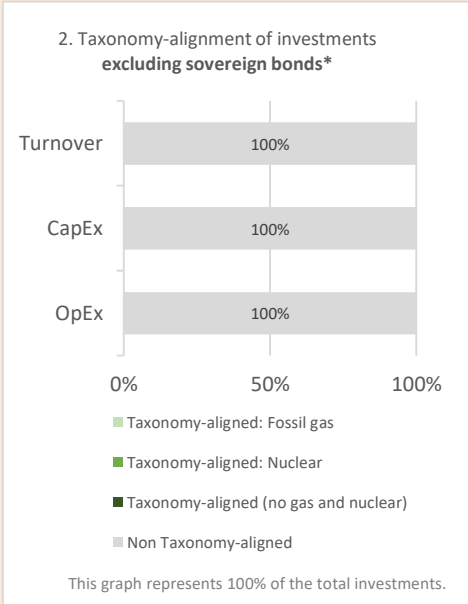 2. Taxonomy-alignment of investments
excluding sovereign bonds*
Turnover
100%
CapEx
100%
OpEx
100%
0%
50%
100%
Taxonomy-aligned: Fossil gas
Taxonomy-aligned: Nuclear
Taxonomy-aligned (no gas and nuclear)
Non Taxonomy-aligned
This graph represents 100% of the total investments.